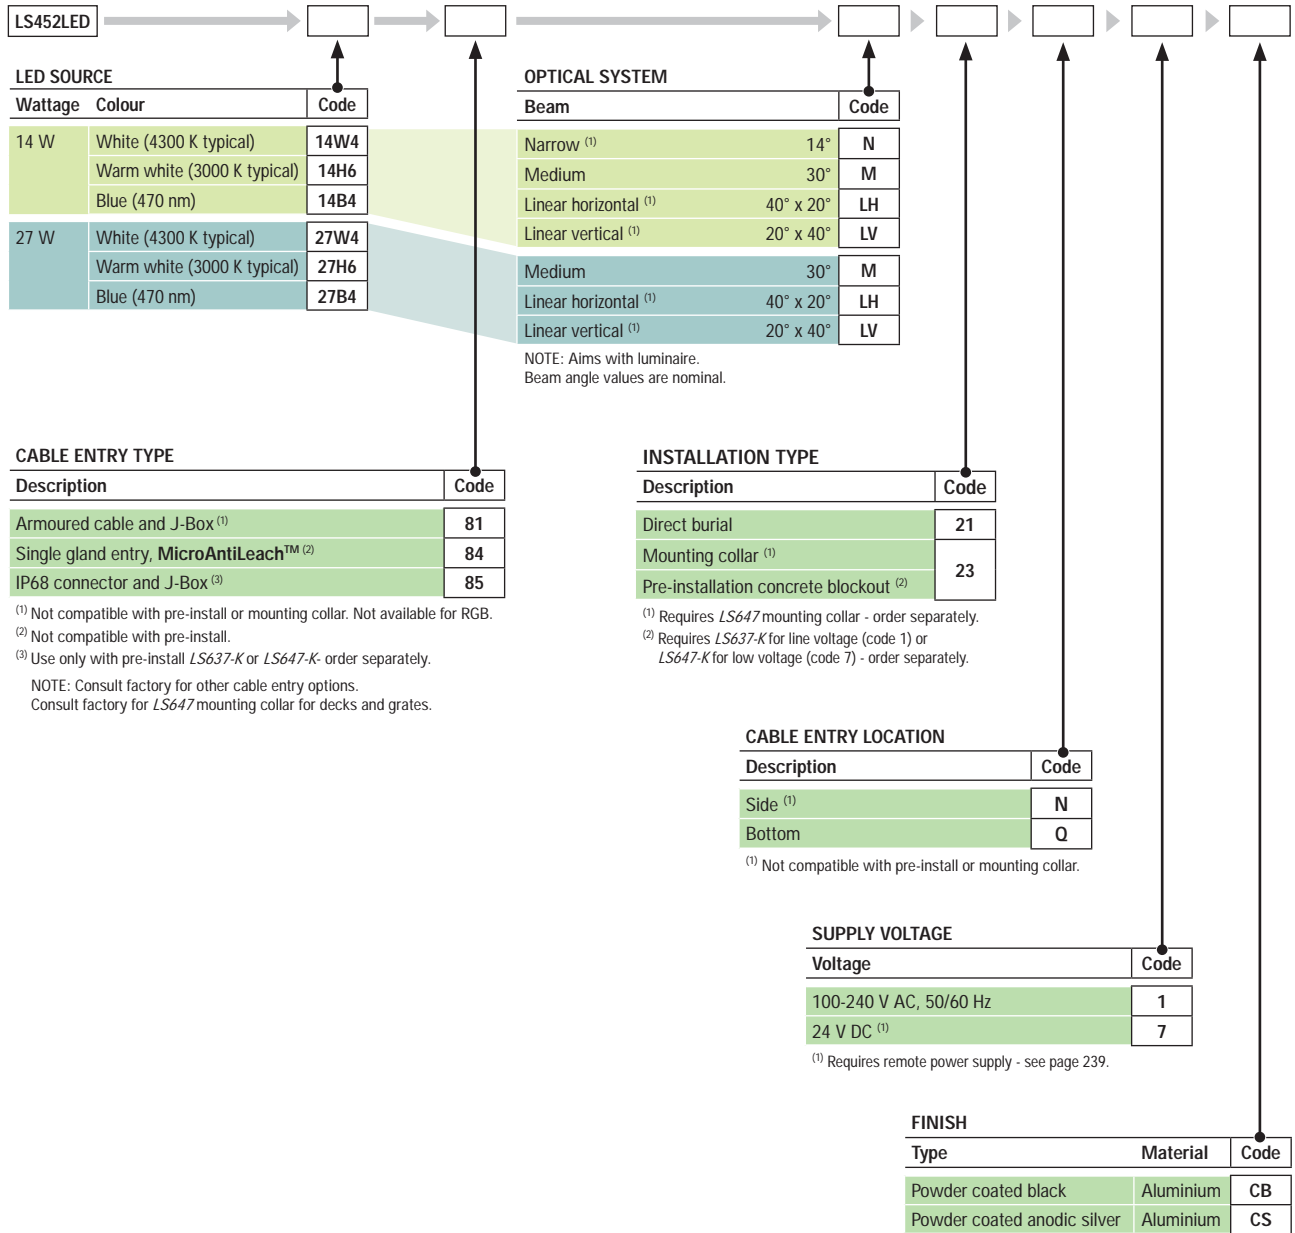 LS452LED
LED SOURCE
Wattage Colour Code
14 W White (4300 K typical) 14W4
Warm white (3000 K typical) 14H6
Blue (470 nm) 14B4
27 W White (4300 K typical) 27W4
Warm white (3000 K typical) 27H6
Blue (470 nm) 27B4
OPTICAL SYSTEM
Beam Code
Narrow (1) 14° N
Medium 30° M
Linear horizontal (1) 40° x 20° LH
Linear vertical (1) 20° x 40° LV
Medium 30° M
Linear horizontal (1) 40° x 20° LH
Linear vertical (1) 20° x 40° LV
NOTE: Aims with luminaire.
Beam angle values are nominal.
CABLE ENTRY TYPE
Description Code
Armoured cable and J-Box (1) 81
Single gland entry, MicroAntiLeach™ (2) 84
IP68 connector and J-Box (3) 85
(1) Not compatible with pre-install or mounting collar. Not available for RGB.
(2) Not compatible with pre-install.
(3) Use only with pre-install LS637-K or LS647-K- order separately.
NOTE: Consult factory for other cable entry options.
Consult factory for LS647 mounting collar for decks and grates.
INSTALLATION TYPE
Description Code
Direct burial 21
Mounting collar (1)
23
Pre-installation concrete blockout (2)
(1) Requires LS647 mounting collar - order separately.
(2) Requires LS637-K for line voltage (code 1) or
LS647-K for low voltage (code 7) - order separately.
CABLE ENTRY LOCATION
Description Code
Side (1) N
Bottom Q
(1) Not compatible with pre-install or mounting collar.
SUPPLY VOLTAGE
Voltage Code
100-240 V AC, 50/60 Hz 1
24 V DC (1) 7
(1) Requires remote power supply - see page 239.
FINISH
Type Material Code
Powder coated black Aluminium CB
Powder coated anodic silver Aluminium CS